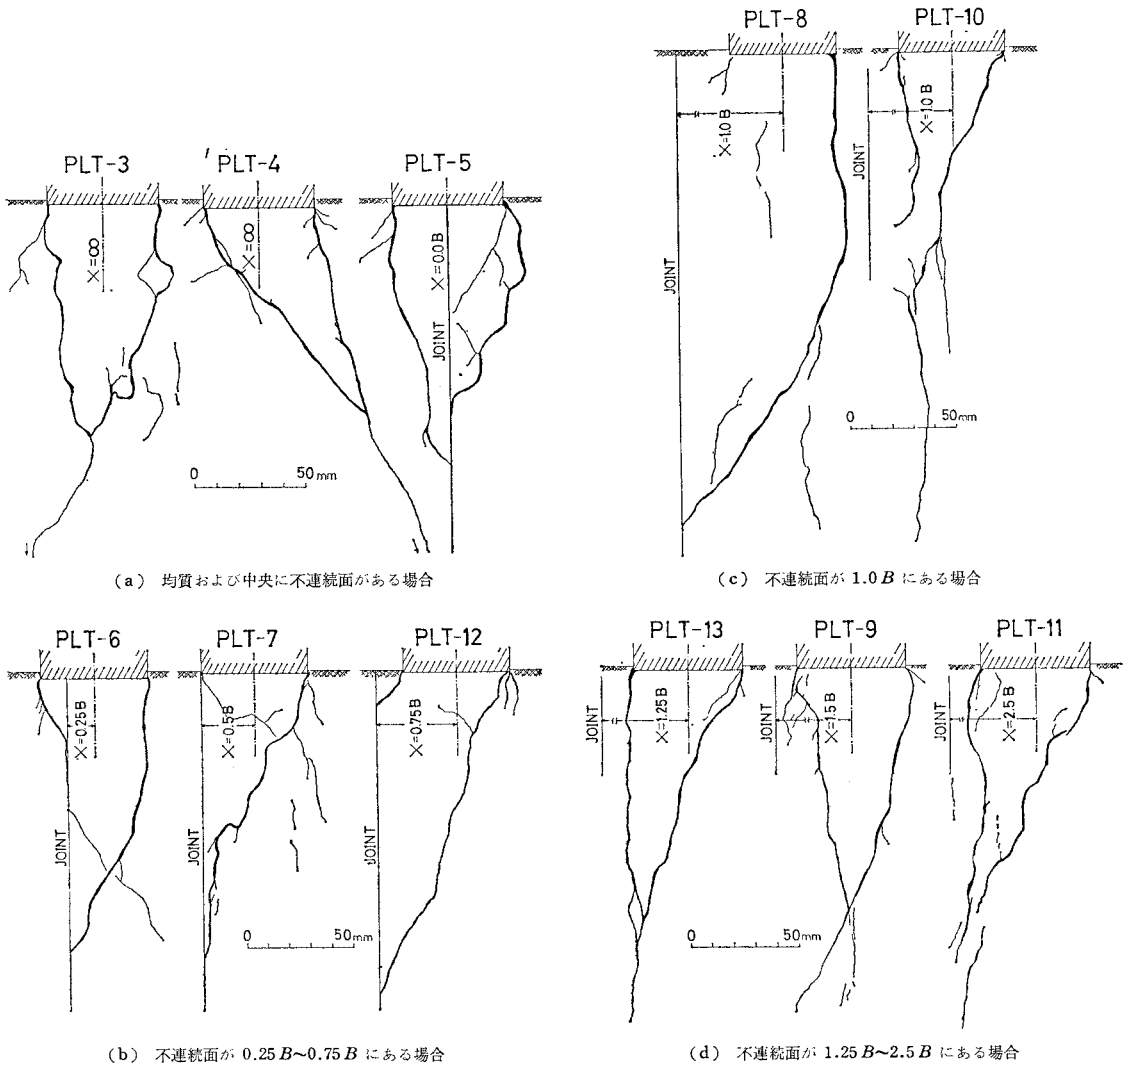 PLT-3 PLT-4 PLT-5
X=∞ X=∞ X=0.0B
JOINT
0 50mm
(a) 均質および中央に不連続面がある場合
PLT-8 PLT-10
X=1.0B X=1.0B
JOINT JOINT
0 50mm
(c) 不連続面が 1.0B にある場合
PLT-6 PLT-7 PLT-12
X=0.25B X=0.5B X=0.75B
JOINT JOINT JOINT
0 50mm
(b) 不連続面が 0.25B~0.75B にある場合
PLT-13 PLT-9 PLT-11
X=1.25B X=1.5B X=2.5B
JOINT JOINT JOINT
0 50mm
(d) 不連続面が 1.25B~2.5B にある場合